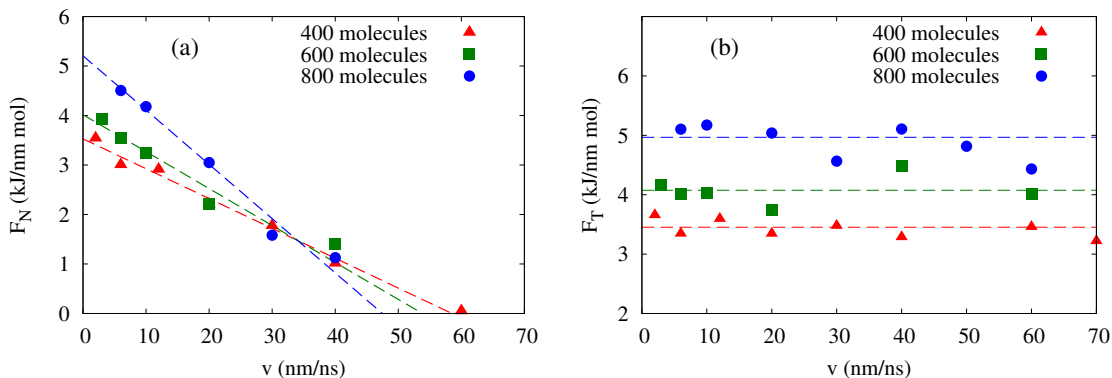 (a)
400 molecules
600 molecules
800 molecules
F_N (kJ/nm mol)
6
5
4
3
2
1
0
0 10 20 30 40 50 60 70
v (nm/ns)
(b)
400 molecules
600 molecules
800 molecules
F_T (kJ/nm mol)
6
5
4
3
2
0 10 20 30 40 50 60 70
v (nm/ns)